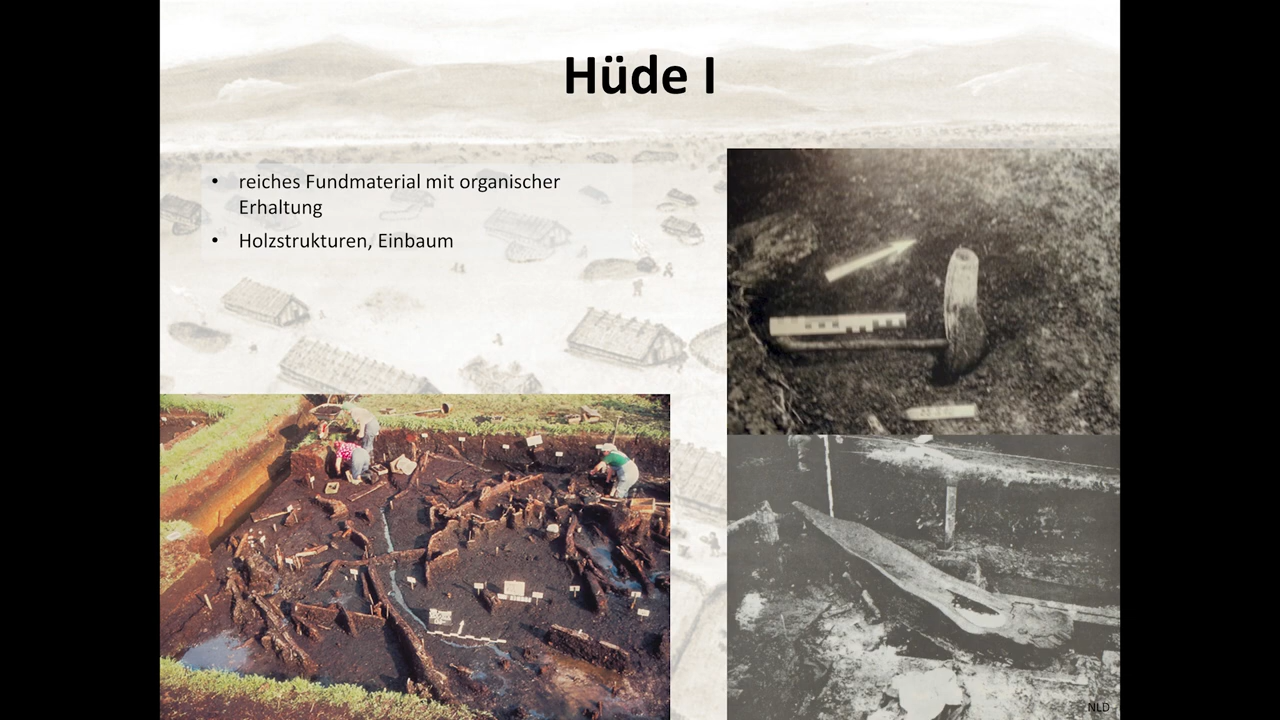 Hüde I
• reiches Fundmaterial mit organischer
Erhaltung
• Holzstrukturen, Einbaum
NLD